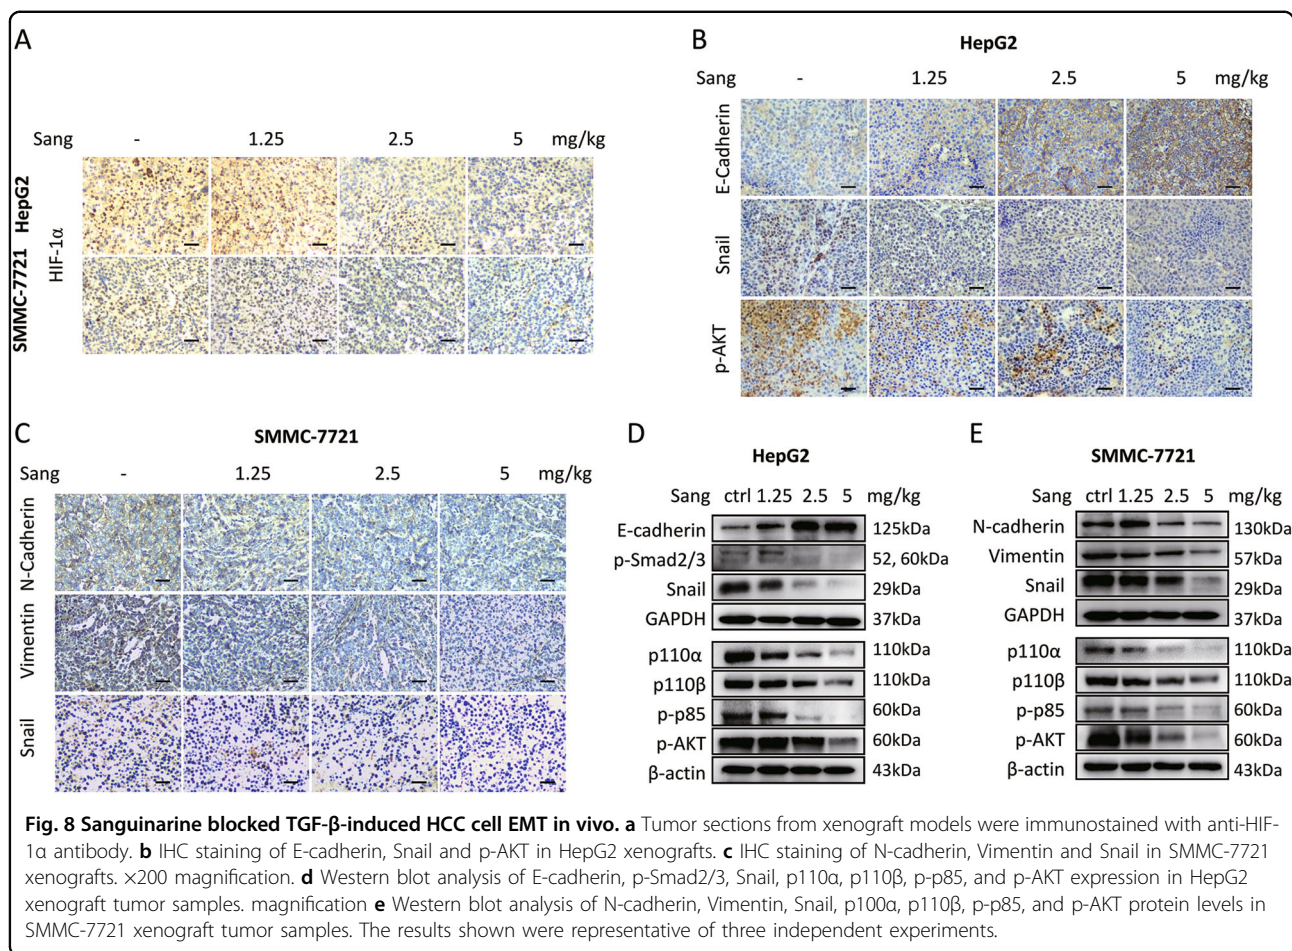 A
Sang - 1.25 2.5 5 mg/kg
HepG2
SMMC-7721
HIF-1α
B
HepG2
Sang - 1.25 2.5 5 mg/kg
E-Cadherin
Snail
p-AKT
C
SMMC-7721
Sang - 1.25 2.5 5 mg/kg
N-Cadherin
Vimentin
Snail
D
HepG2
Sang ctrl 1.25 2.5 5 mg/kg
E-cadherin 125kDa
p-Smad2/3 52, 60kDa
Snail 29kDa
GAPDH 37kDa
p110α 110kDa
p110β 110kDa
p-p85 60kDa
p-AKT 60kDa
β-actin 43kDa
E
SMMC-7721
Sang ctrl 1.25 2.5 5 mg/kg
N-cadherin 130kDa
Vimentin 57kDa
Snail 29kDa
GAPDH 37kDa
p110α 110kDa
p110β 110kDa
p-p85 60kDa
p-AKT 60kDa
β-actin 43kDa
Fig. 8 Sanguinarine blocked TGF-β-induced HCC cell EMT in vivo. a Tumor sections from xenograft models were immunostained with anti-HIF-
1α antibody. b IHC staining of E-cadherin, Snail and p-AKT in HepG2 xenografts. c IHC staining of N-cadherin, Vimentin and Snail in SMMC-7721
xenografts. ×200 magnification. d Western blot analysis of E-cadherin, p-Smad2/3, Snail, p110α, p110β, p-p85, and p-AKT expression in HepG2
xenograft tumor samples. magnification e Western blot analysis of N-cadherin, Vimentin, Snail, p100α, p110β, p-p85, and p-AKT protein levels in
SMMC-7721 xenograft tumor samples. The results shown were representative of three independent experiments.